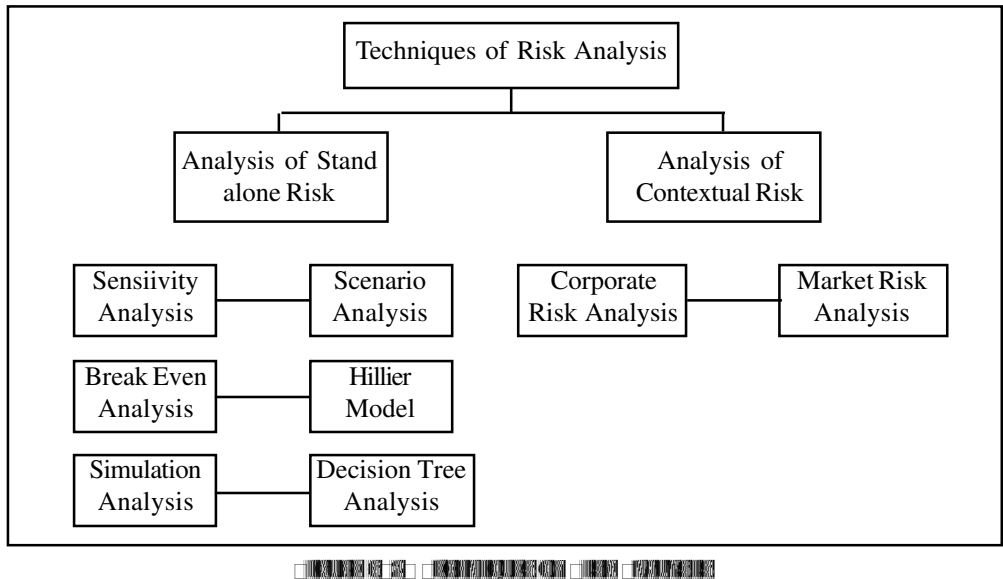 Techniques of Risk Analysis
Analysis of Stand
alone Risk
Analysis of
Contextual Risk
Sensiivity
Analysis
Scenario
Analysis
Corporate
Risk Analysis
Market Risk
Analysis
Break Even
Analysis
Hillier
Model
Simulation
Analysis
Decision Tree
Analysis